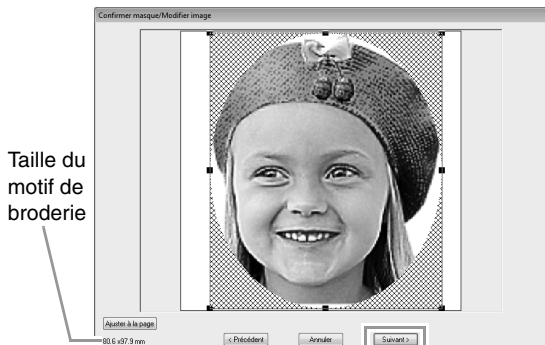 Confirmer masque/Modifier image
Taille du
motif de
broderie
Ajuster à la page
80.6 x97.9 mm
< Précédent
Annuler
Suivant >